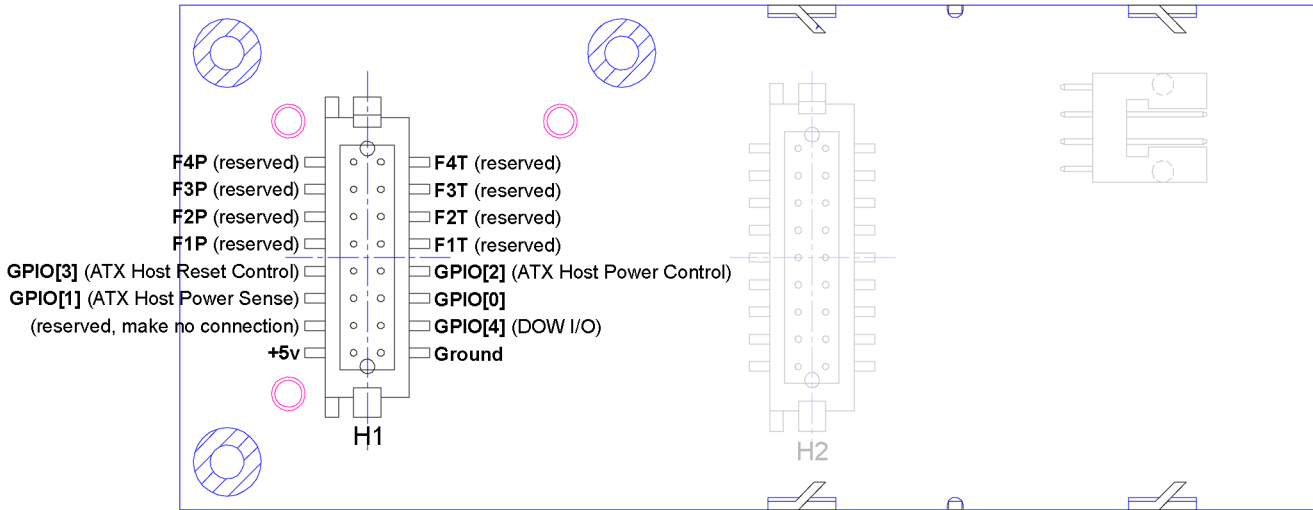 F4P (reserved) F4T (reserved)
F3P (reserved) F3T (reserved)
F2P (reserved) F2T (reserved)
F1P (reserved) F1T (reserved)
GPIO[3] (ATX Host Reset Control) GPIO[2] (ATX Host Power Control)
GPIO[1] (ATX Host Power Sense) GPIO[0]
(reserved, make no connection) GPIO[4] (DOW I/O)
+5v Ground
H1
H2